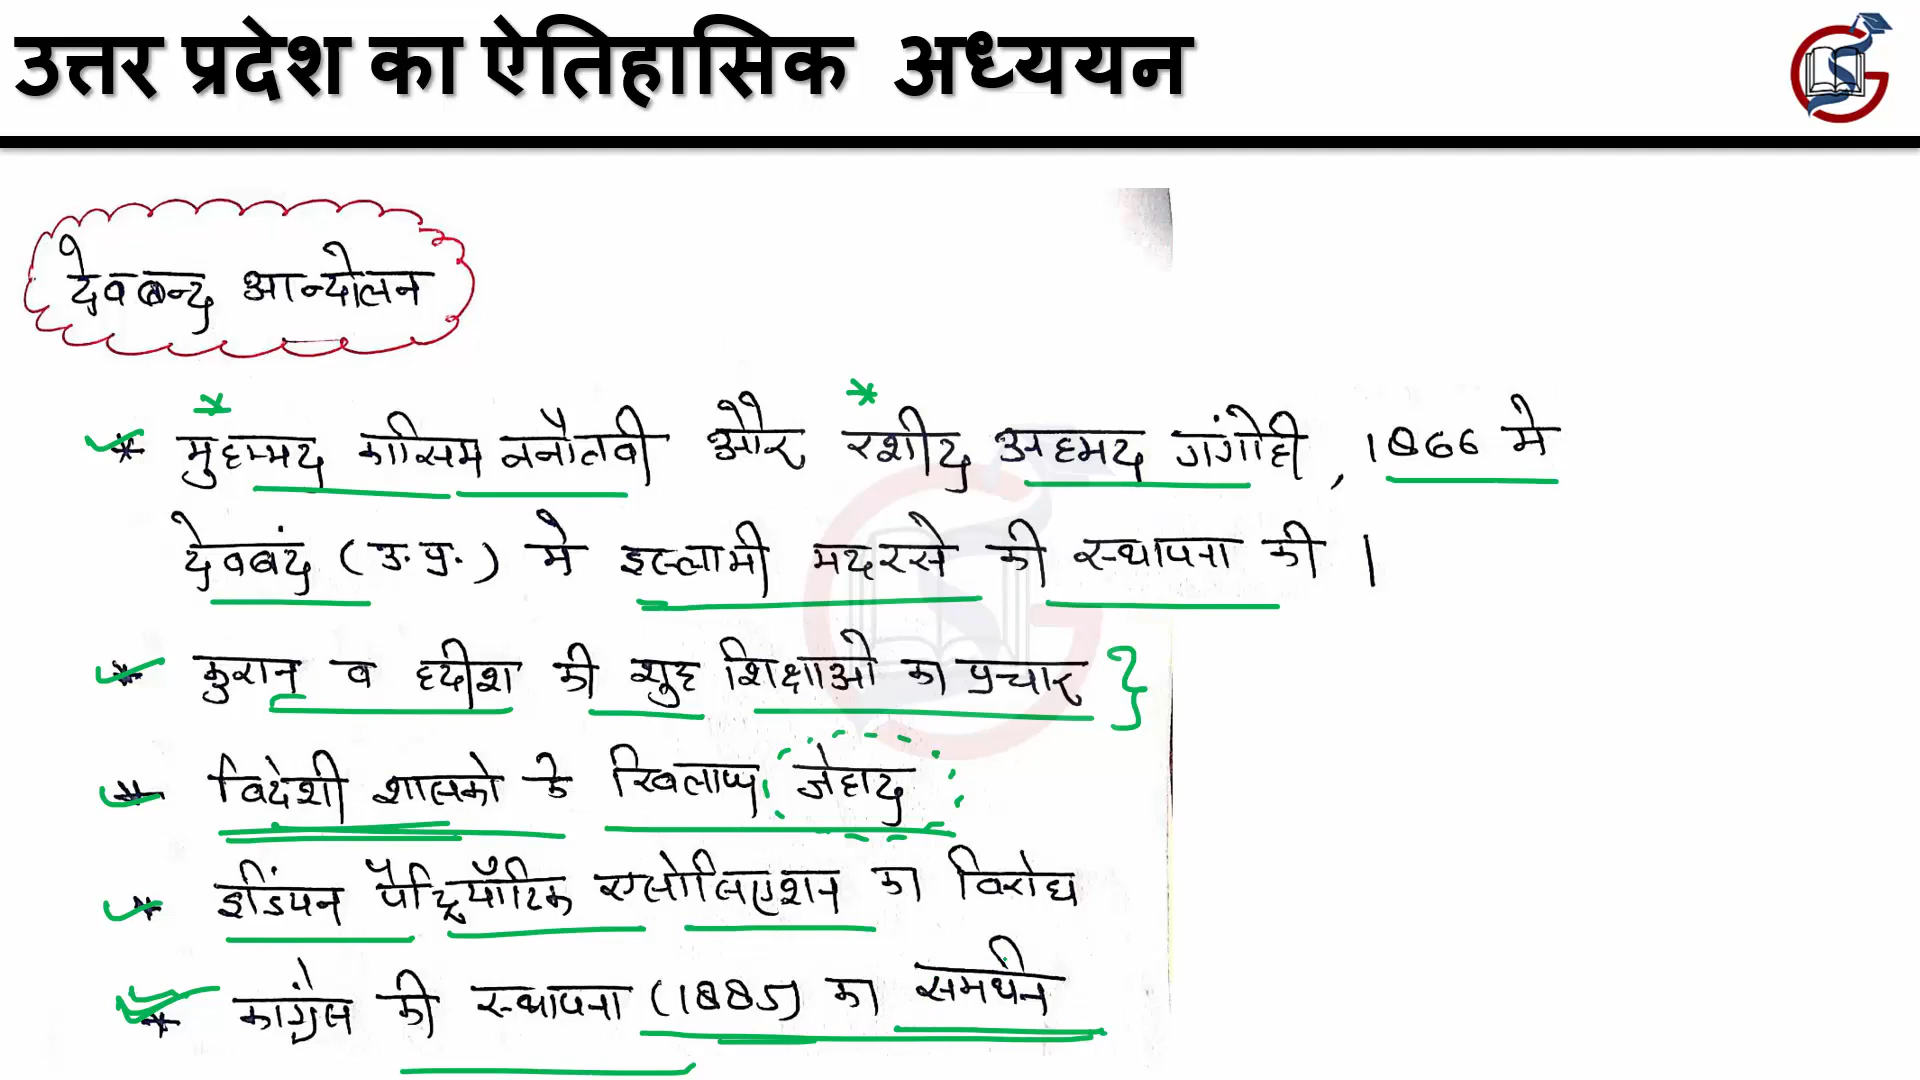 उत्तर प्रदेश का ऐतिहासिक अध्ययन
देवबन्द आन्दोलन
* मुहम्मद कासिम ननौतवी और रशीद अहमद गंगोही, 1866 मे
देवबंद (उ.प्र.) मे इस्लामी मदरसे की स्थापना की |
* कुरान व हदीश की शुद्ध शिक्षाओ का प्रचार
* विदेशी शासको के खिलाफ जेहाद
* इंडियन पैट्रियॉटिक एसोसिएशन का विरोध
* कांग्रेस की स्थापना (1885) का समर्थन